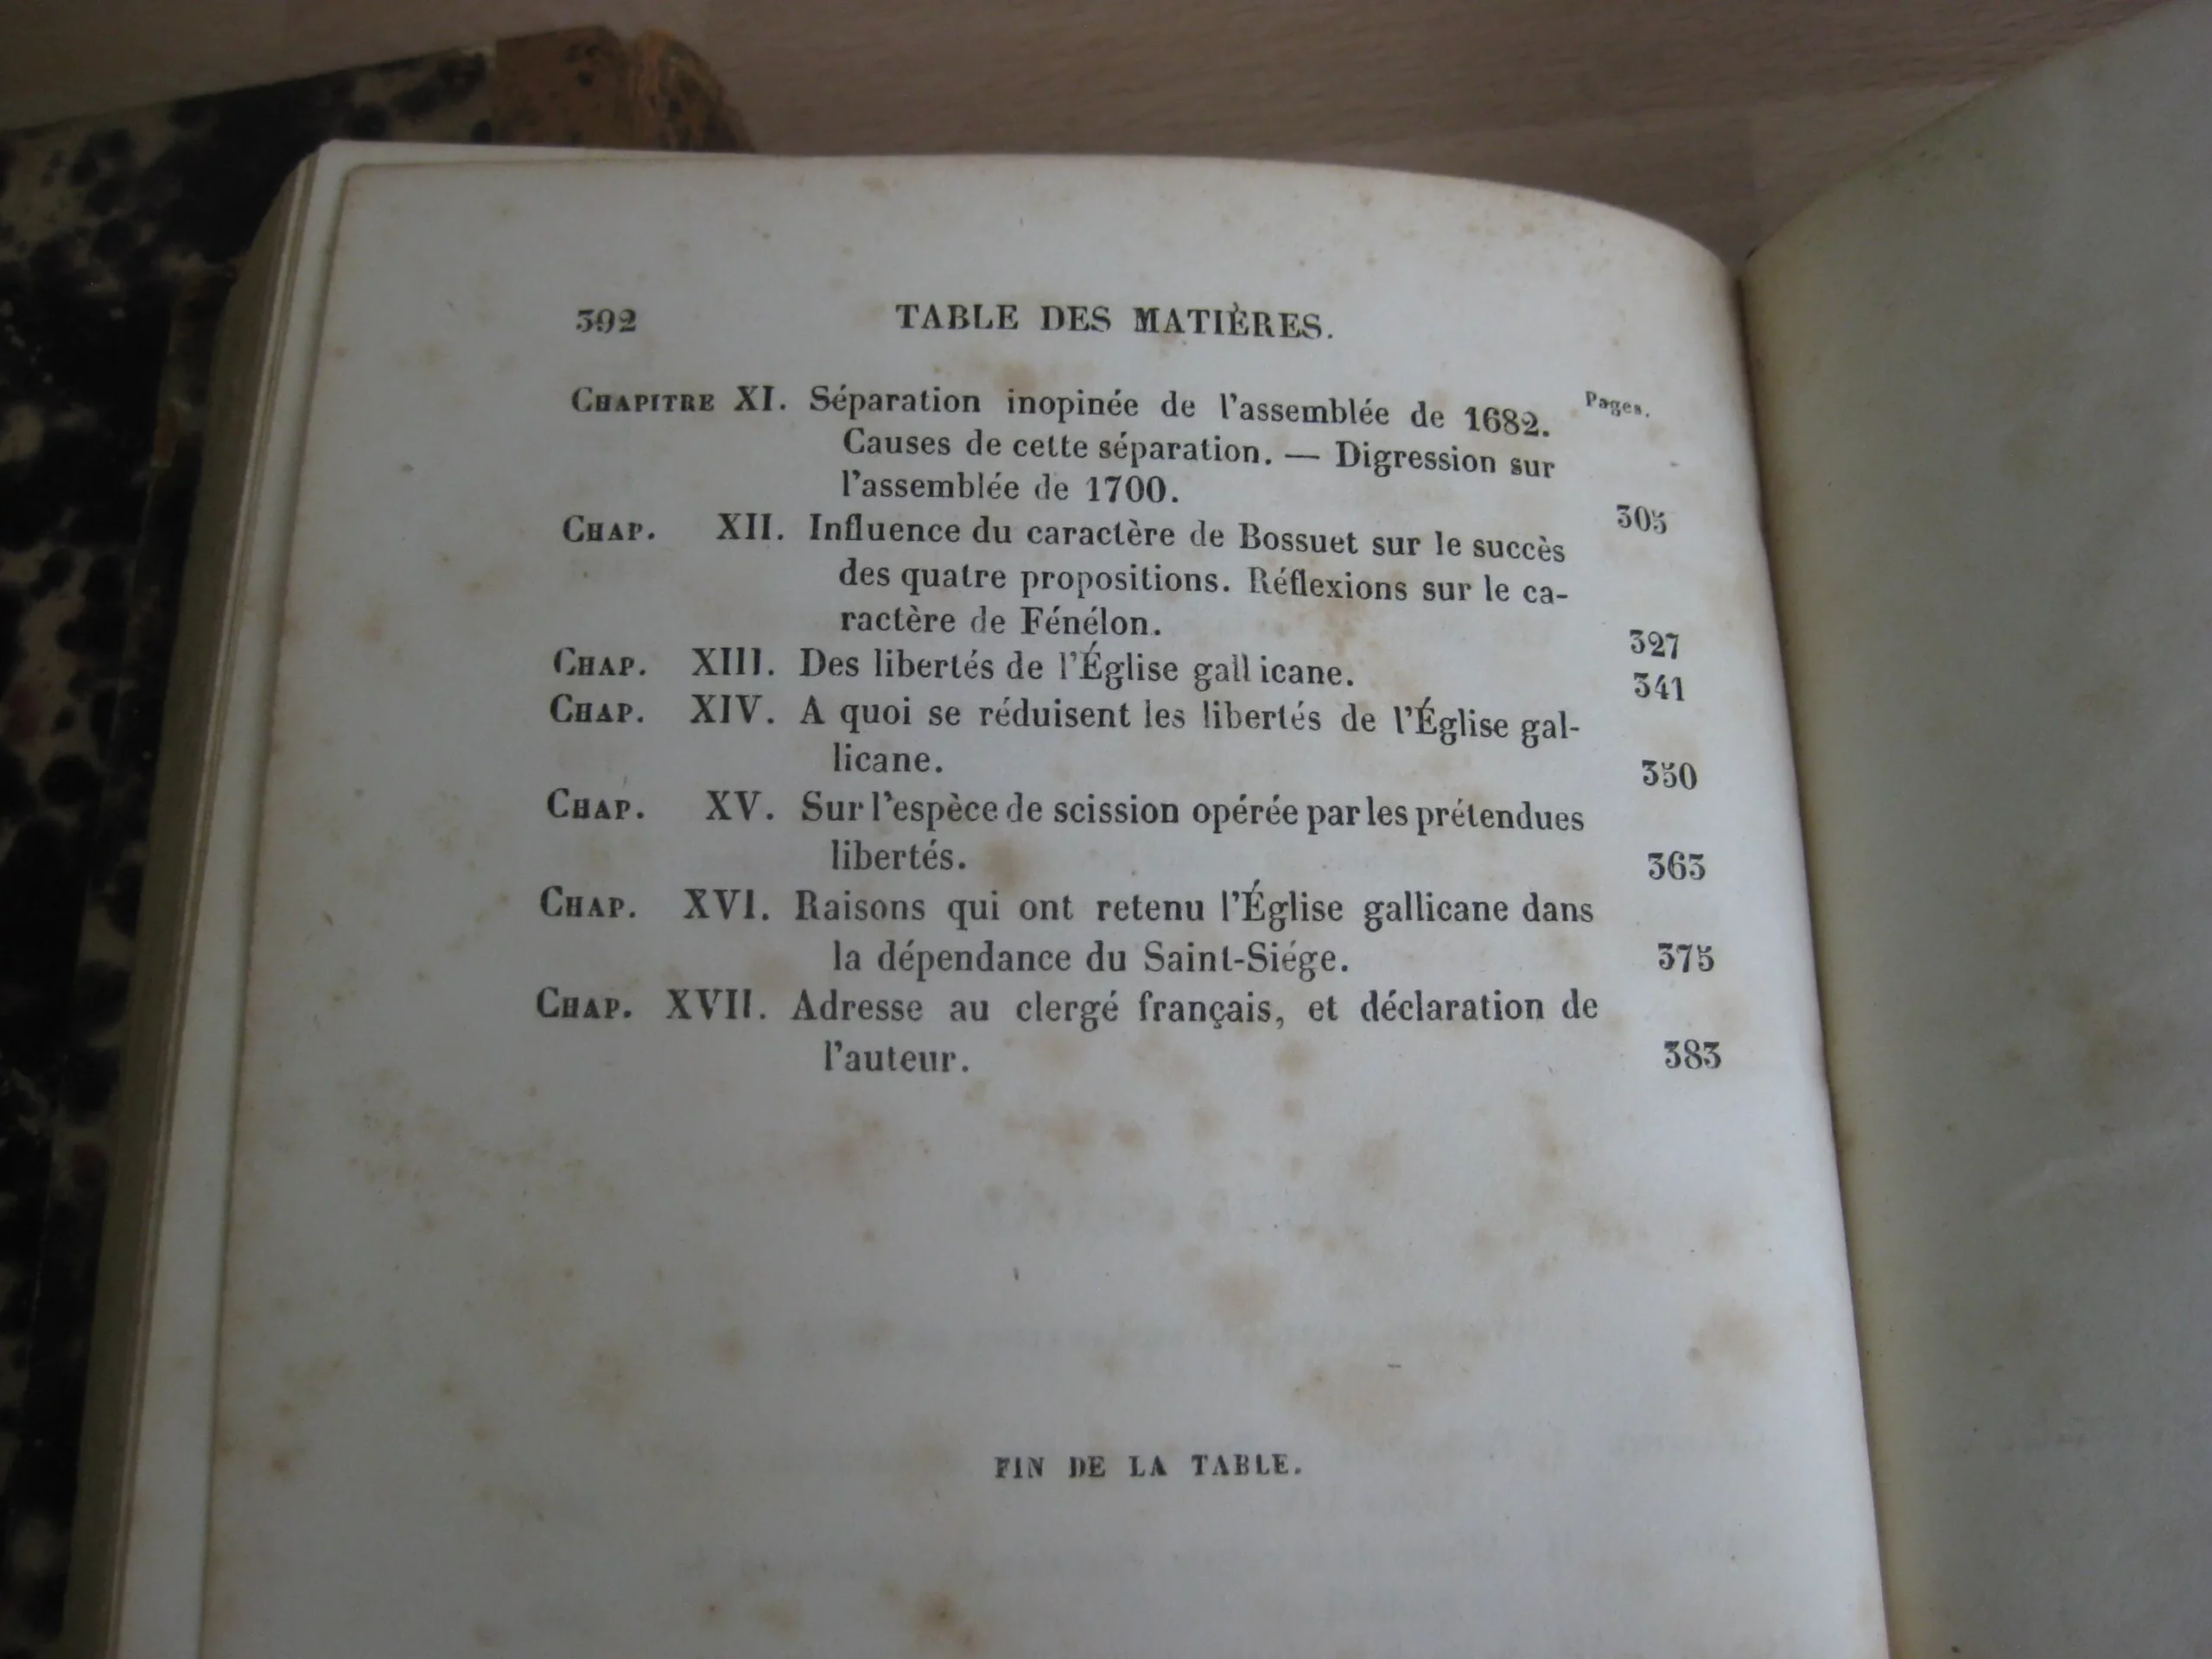 392 TABLE DES MATIÈRES.
Pages.
CHAPITRE XI. Séparation inopinée de l'assemblée de 1682.
Causes de cette séparation. — Digression sur
l'assemblée de 1700. 305
CHAP. XII. Influence du caractère de Bossuet sur le succès
des quatre propositions. Réflexions sur le ca-
ractère de Fénélon. 327
CHAP. XIII. Des libertés de l'Église gallicane. 341
CHAP. XIV. A quoi se réduisent les libertés de l'Église gal-
licane. 350
CHAP. XV. Sur l'espèce de scission opérée par les prétendues
libertés. 363
CHAP. XVI. Raisons qui ont retenu l'Église gallicane dans
la dépendance du Saint-Siége. 375
CHAP. XVII. Adresse au clergé français, et déclaration de
l'auteur. 383
FIN DE LA TABLE.